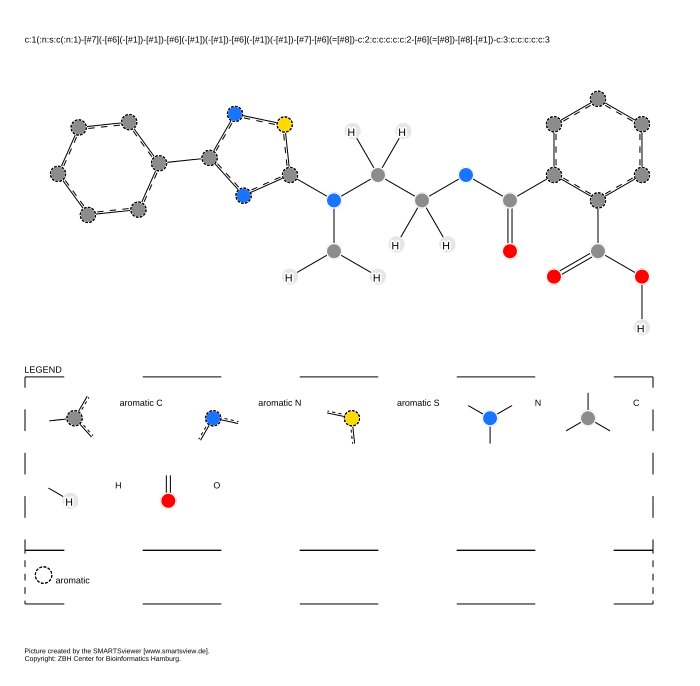 c:1(:n:s:c(:n:1)-[#7](-[#6](-[#1])-[#1])-[#6](-[#1])(-[#1])-[#6](-[#1])(-[#1])-[#7]-[#6](=[#8])-c:2:c:c:c:c:c:2-[#6](=[#8])-[#8]-[#1])-c:3:c:c:c:c:c:3
H H
H H
H H
H
LEGEND
aromatic C aromatic N aromatic S N C
H H O
aromatic
Picture created by the SMARTSviewer [www.smartsview.de].
Copyright: ZBH Center for Bioinformatics Hamburg.